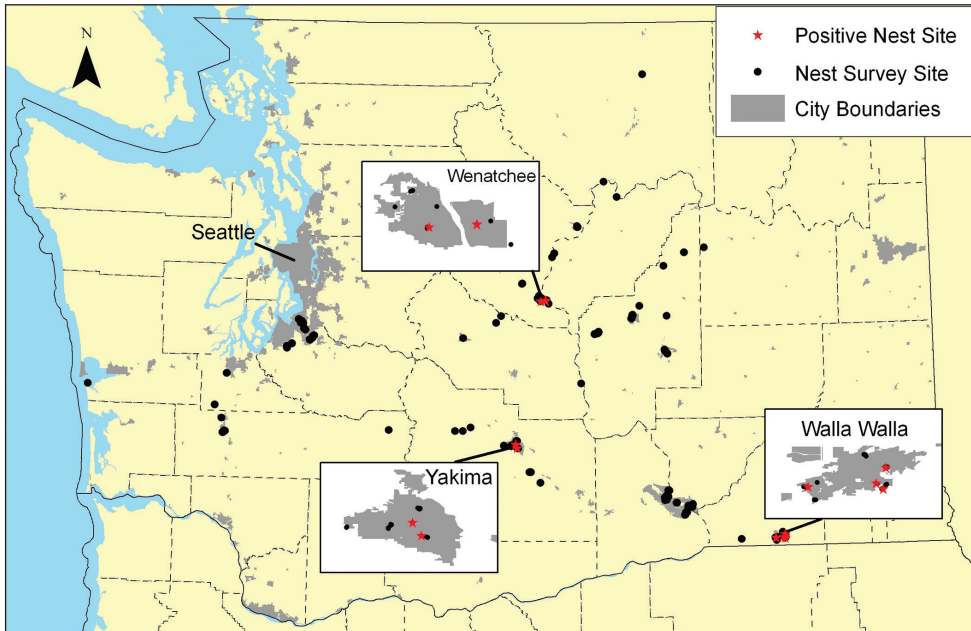 N
Positive Nest Site
Nest Survey Site
City Boundaries
Wenatchee
Seattle
Walla Walla
Yakima